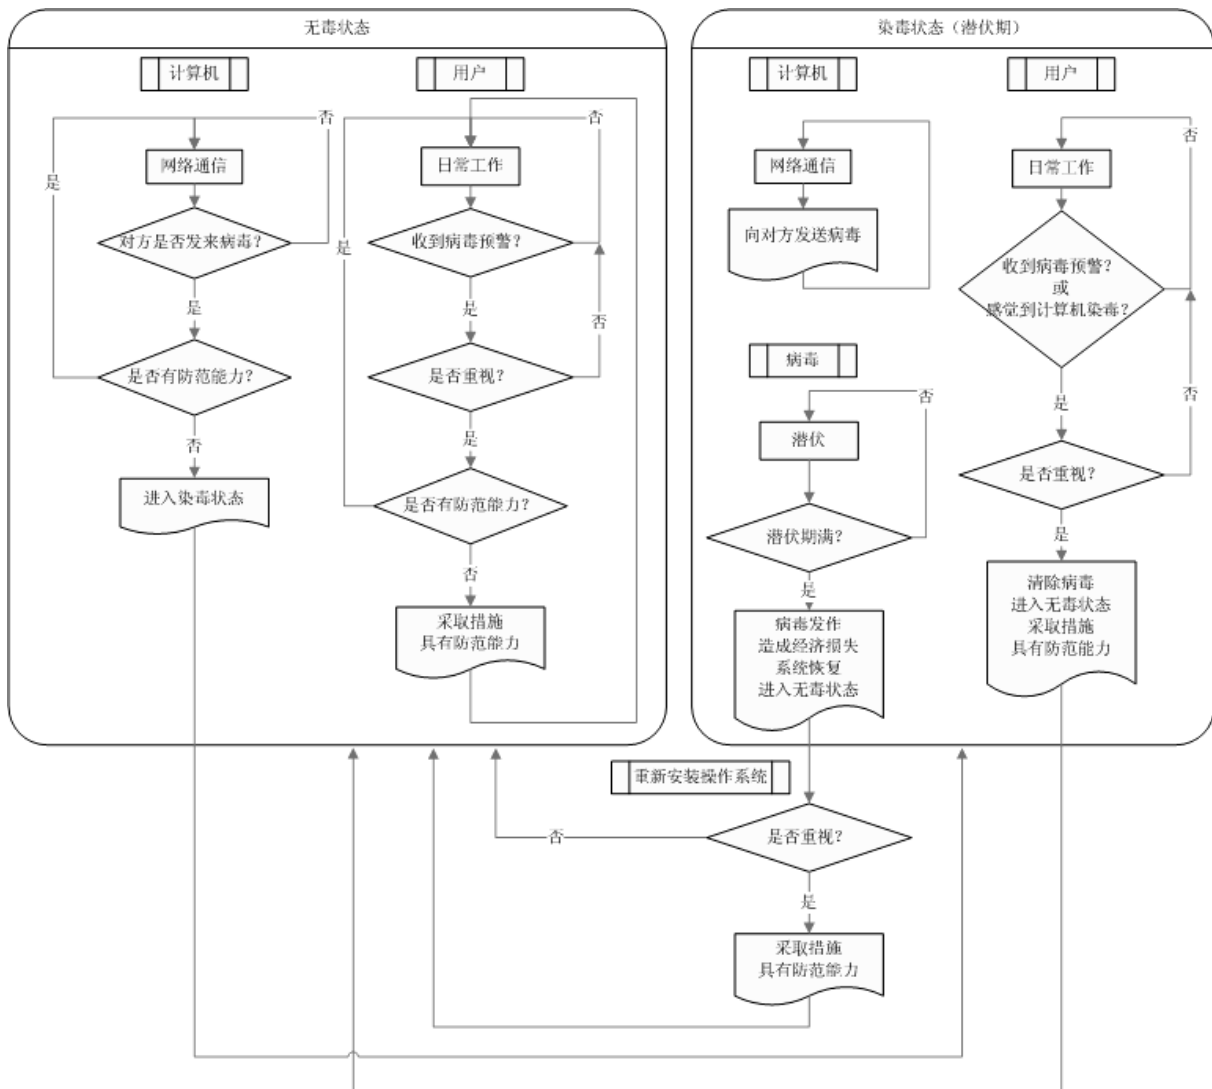 无毒状态
计算机
用户
否
网络通信
是
对方是否发来病毒？
是
是否有防范能力？
否
进入染毒状态
否
日常工作
是
收到病毒预警？
是
否
是否重视？
是
是否有防范能力？
否
采取措施
具有防范能力
染毒状态（潜伏期）
计算机
用户
网络通信
向对方发送病毒
病毒
否
潜伏
潜伏期满？
是
病毒发作
造成经济损失
系统恢复
进入无毒状态
否
日常工作
收到病毒预警？
或
感觉到计算机染毒？
是
否
是否重视？
是
清除病毒
进入无毒状态
采取措施
具有防范能力
重新安装操作系统
是否重视？
否
是
采取措施
具有防范能力